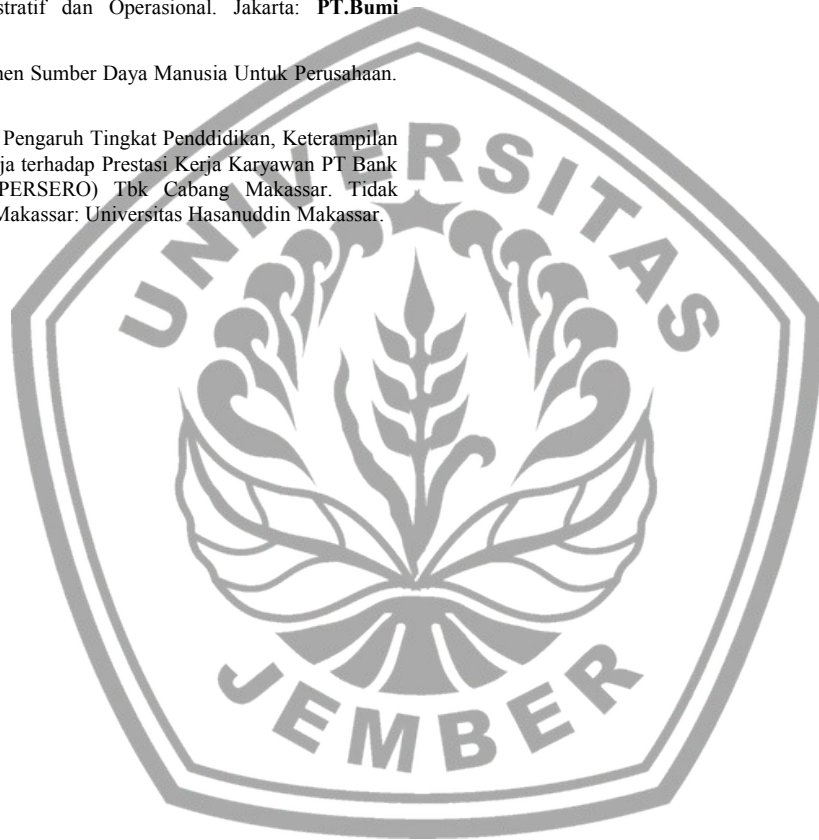 stratif dan Operasional. Jakarta: PT.Bumi
nen Sumber Daya Manusia Untuk Perusahaan.
Pengaruh Tingkat Penddidikan, Keterampilan
ja terhadap Prestasi Kerja Karyawan PT Bank
PERSERO) Tbk Cabang Makassar. Tidak
Makassar: Universitas Hasanuddin Makassar.
UNIVERSITAS
JEMBER